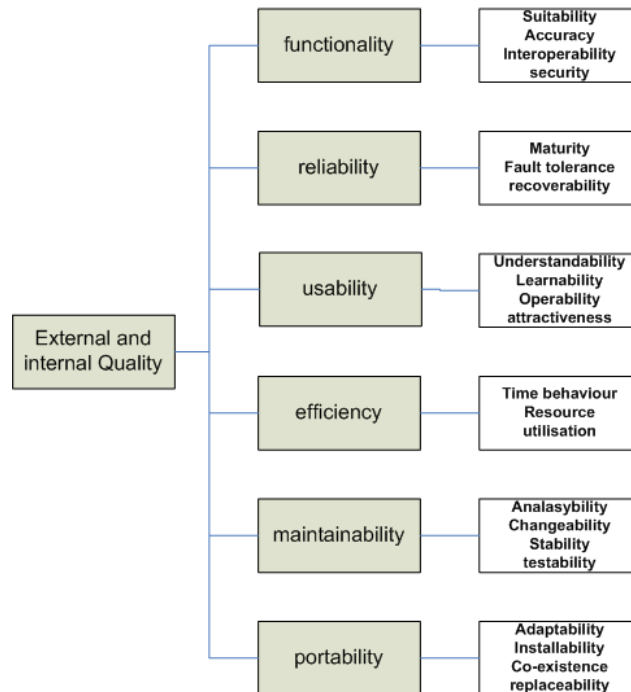 functionality
Suitability
Accuracy
Interoperability
security
reliability
Maturity
Fault tolerance
recoverability
usability
Understandability
Learnability
Operability
attractiveness
External and
internal Quality
efficiency
Time behaviour
Resource
utilisation
maintainability
Analasybility
Changeability
Stability
testability
portability
Adaptability
Installability
Co-existence
replaceability